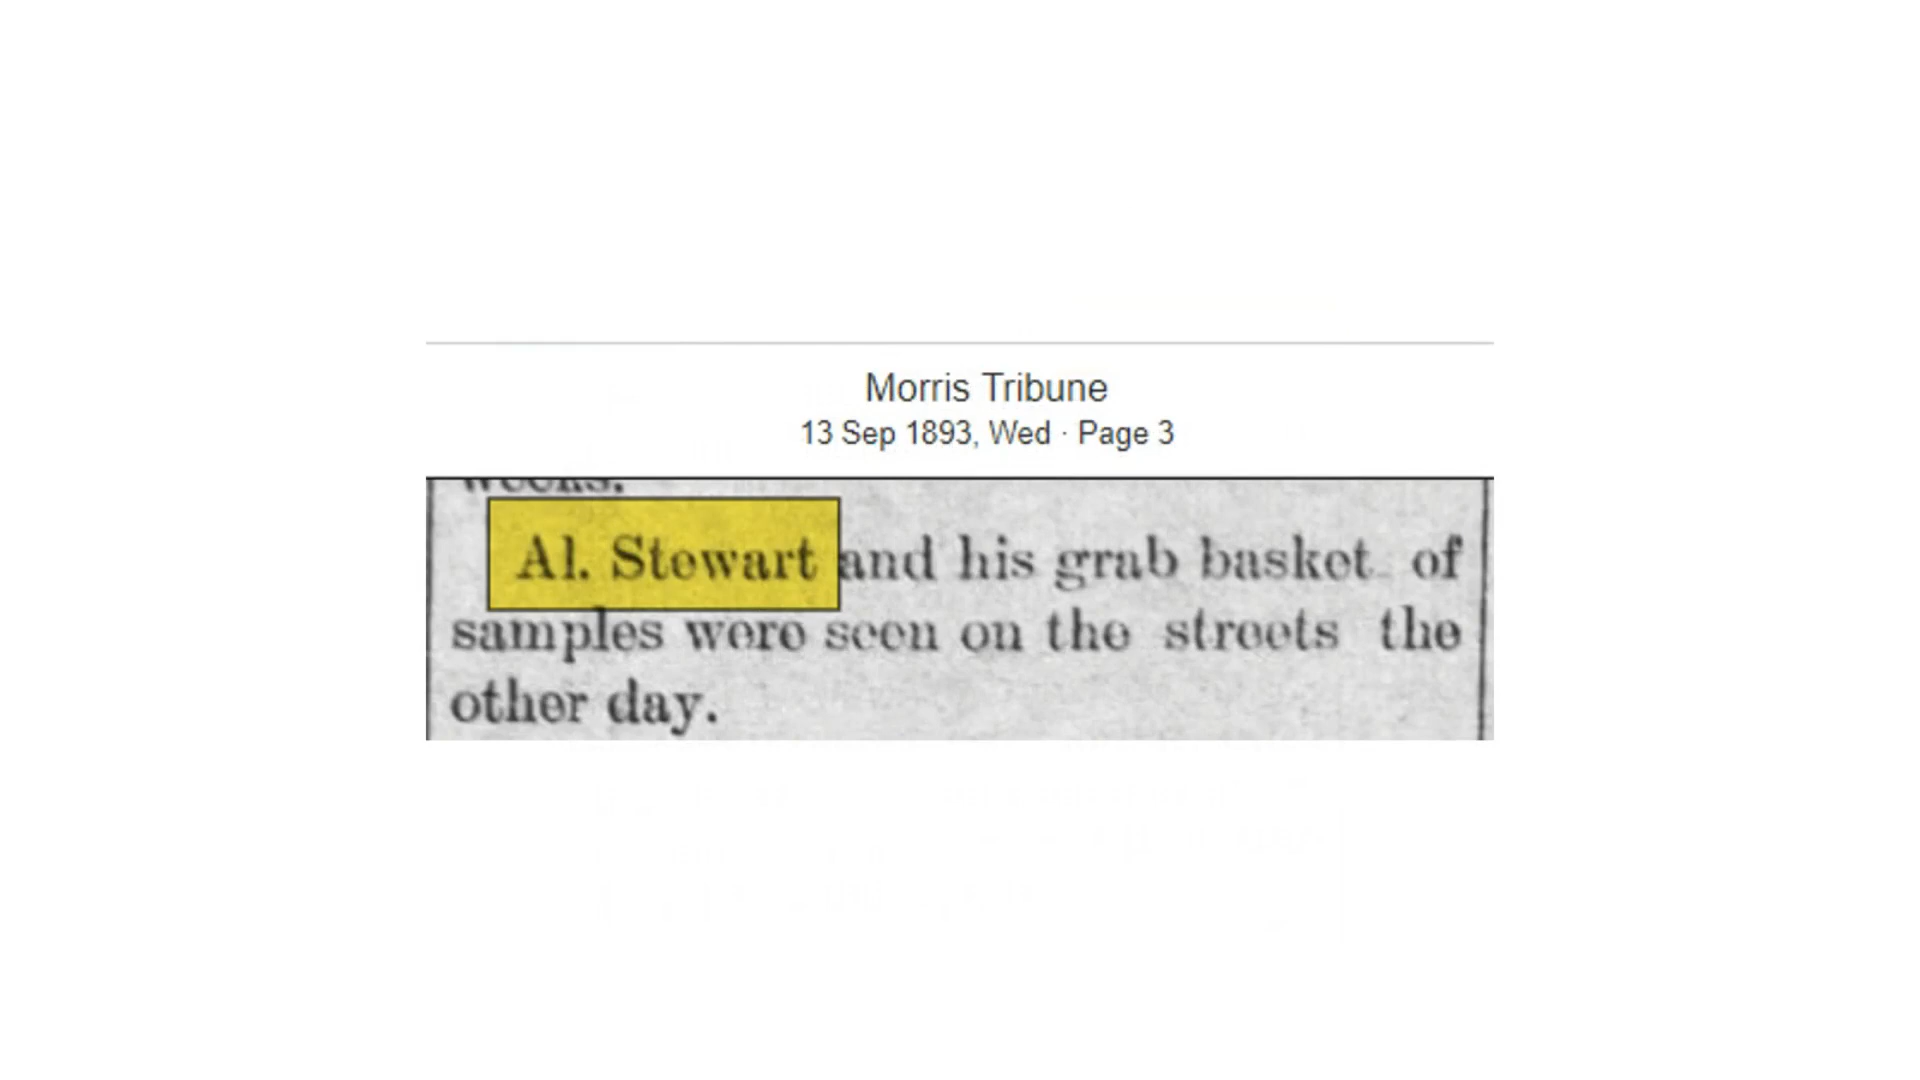 Morris Tribune
13 Sep 1893, Wed · Page 3
weeks.
Al. Stewart and his grab basket of
samples were seen on the streets the
other day.